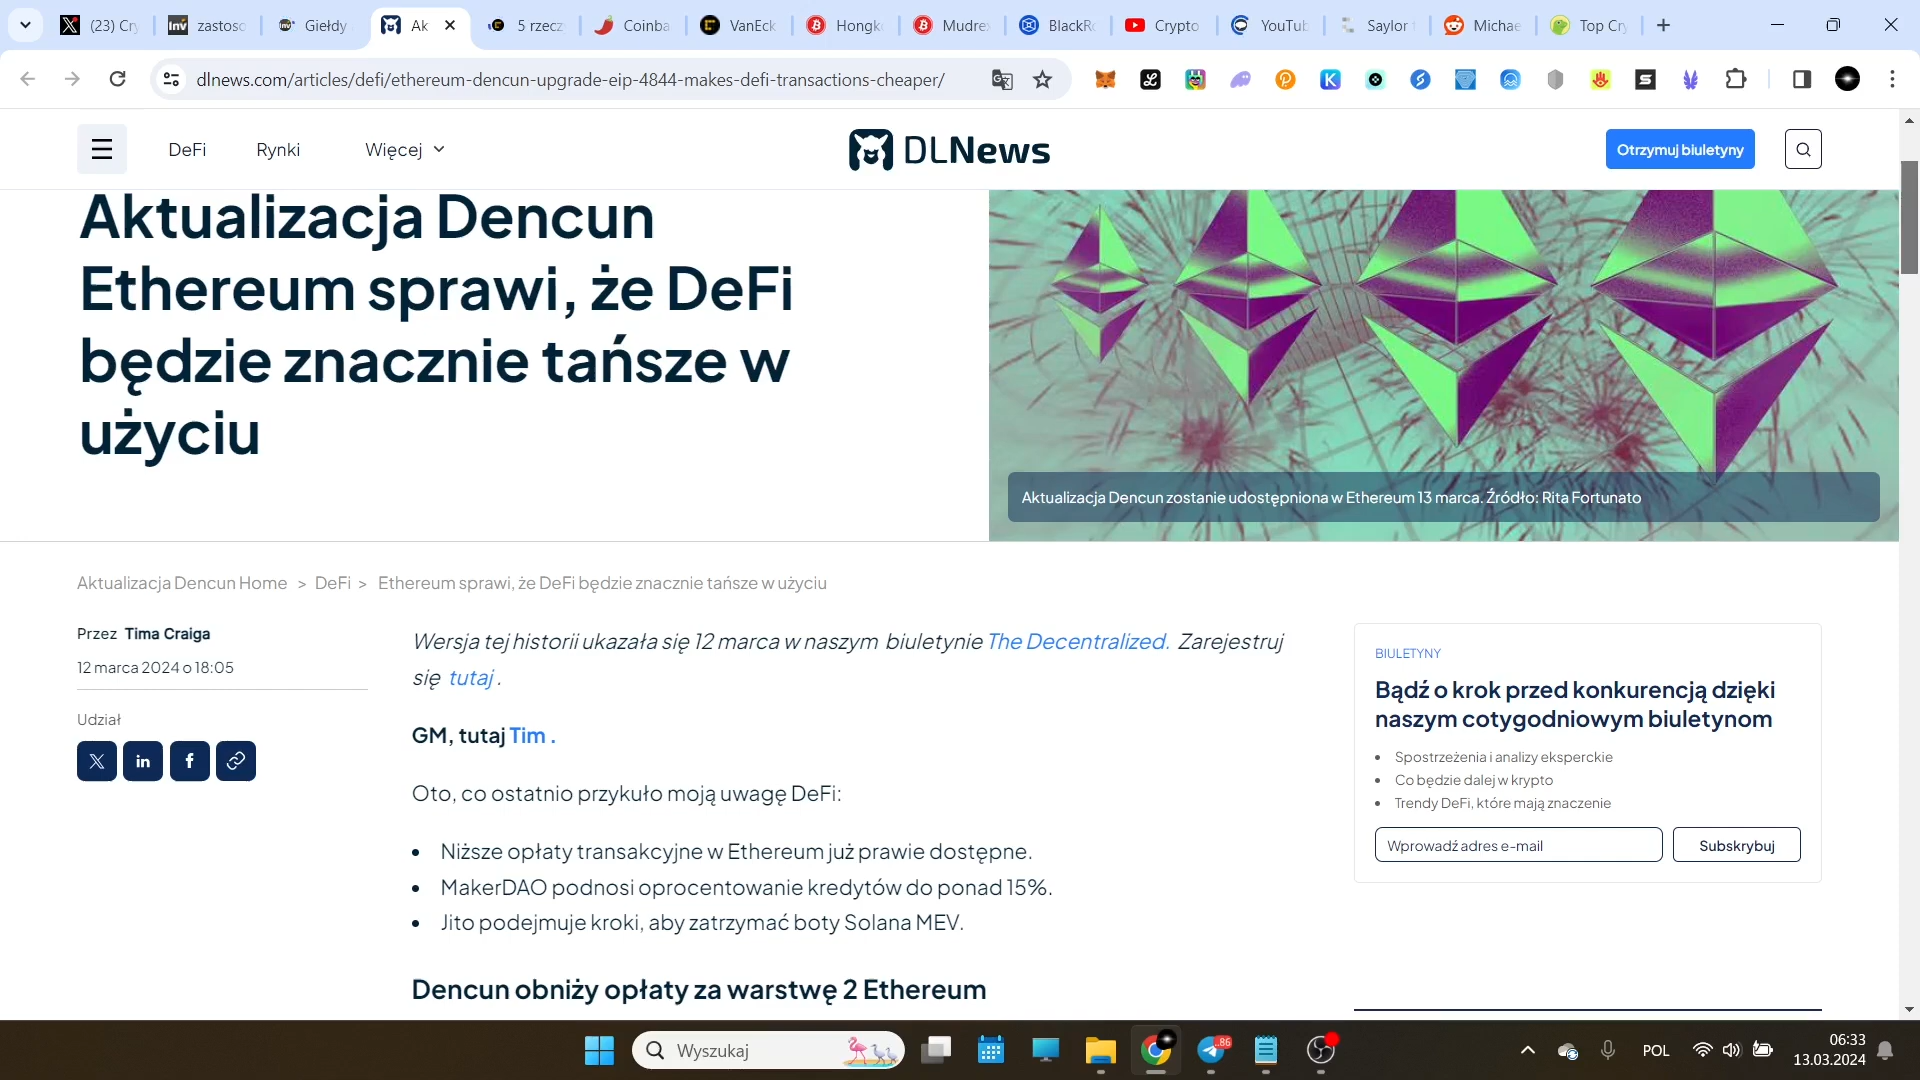 (23) Cry
zastoso
Giełdy
Ak
5 rzecz
Coinba
VanEck
Hongk
Mudre
BlackRo
Crypto
YouTub
Saylor
Michae
Top Cry
dlnews.com/articles/defi/ethereum-dencun-upgrade-eip-4844-makes-defi-transactions-cheaper/
DeFi
Rynki
Więcej
DLNews
Otrzymuj biuletyny
Aktualizacja Dencun
Ethereum sprawi, że DeFi
będzie znacznie tańsze w
użyciu
Aktualizacja Dencun zostanie udostępniona w Ethereum 13 marca. Źródło: Rita Fortunato
Aktualizacja Dencun Home > DeFi > Ethereum sprawi, że DeFi będzie znacznie tańsze w użyciu
Przez Tima Craiga
12 marca 2024 o 18:05
Udział
Wersja tej historii ukazała się 12 marca w naszym biuletynie The Decentralized. Zarejestruj
się tutaj .
GM, tutaj Tim .
Oto, co ostatnio przykuło moją uwagę DeFi:
• Niższe opłaty transakcyjne w Ethereum już prawie dostępne.
• MakerDAO podnosi oprocentowanie kredytów do ponad 15%.
• Jito podejmuje kroki, aby zatrzymać boty Solana MEV.
Dencun obniży opłaty za warstwę 2 Ethereum
BIULETYNY
Bądź o krok przed konkurencją dzięki
naszym cotygodniowym biuletynom
• Spostrzeżenia i analizy eksperckie
• Co będzie dalej w krypto
• Trendy DeFi, które mają znaczenie
Wprowadź adres e-mail
Subskrybuj
Wyszukaj
.86
POL
06:33
13.03.2024